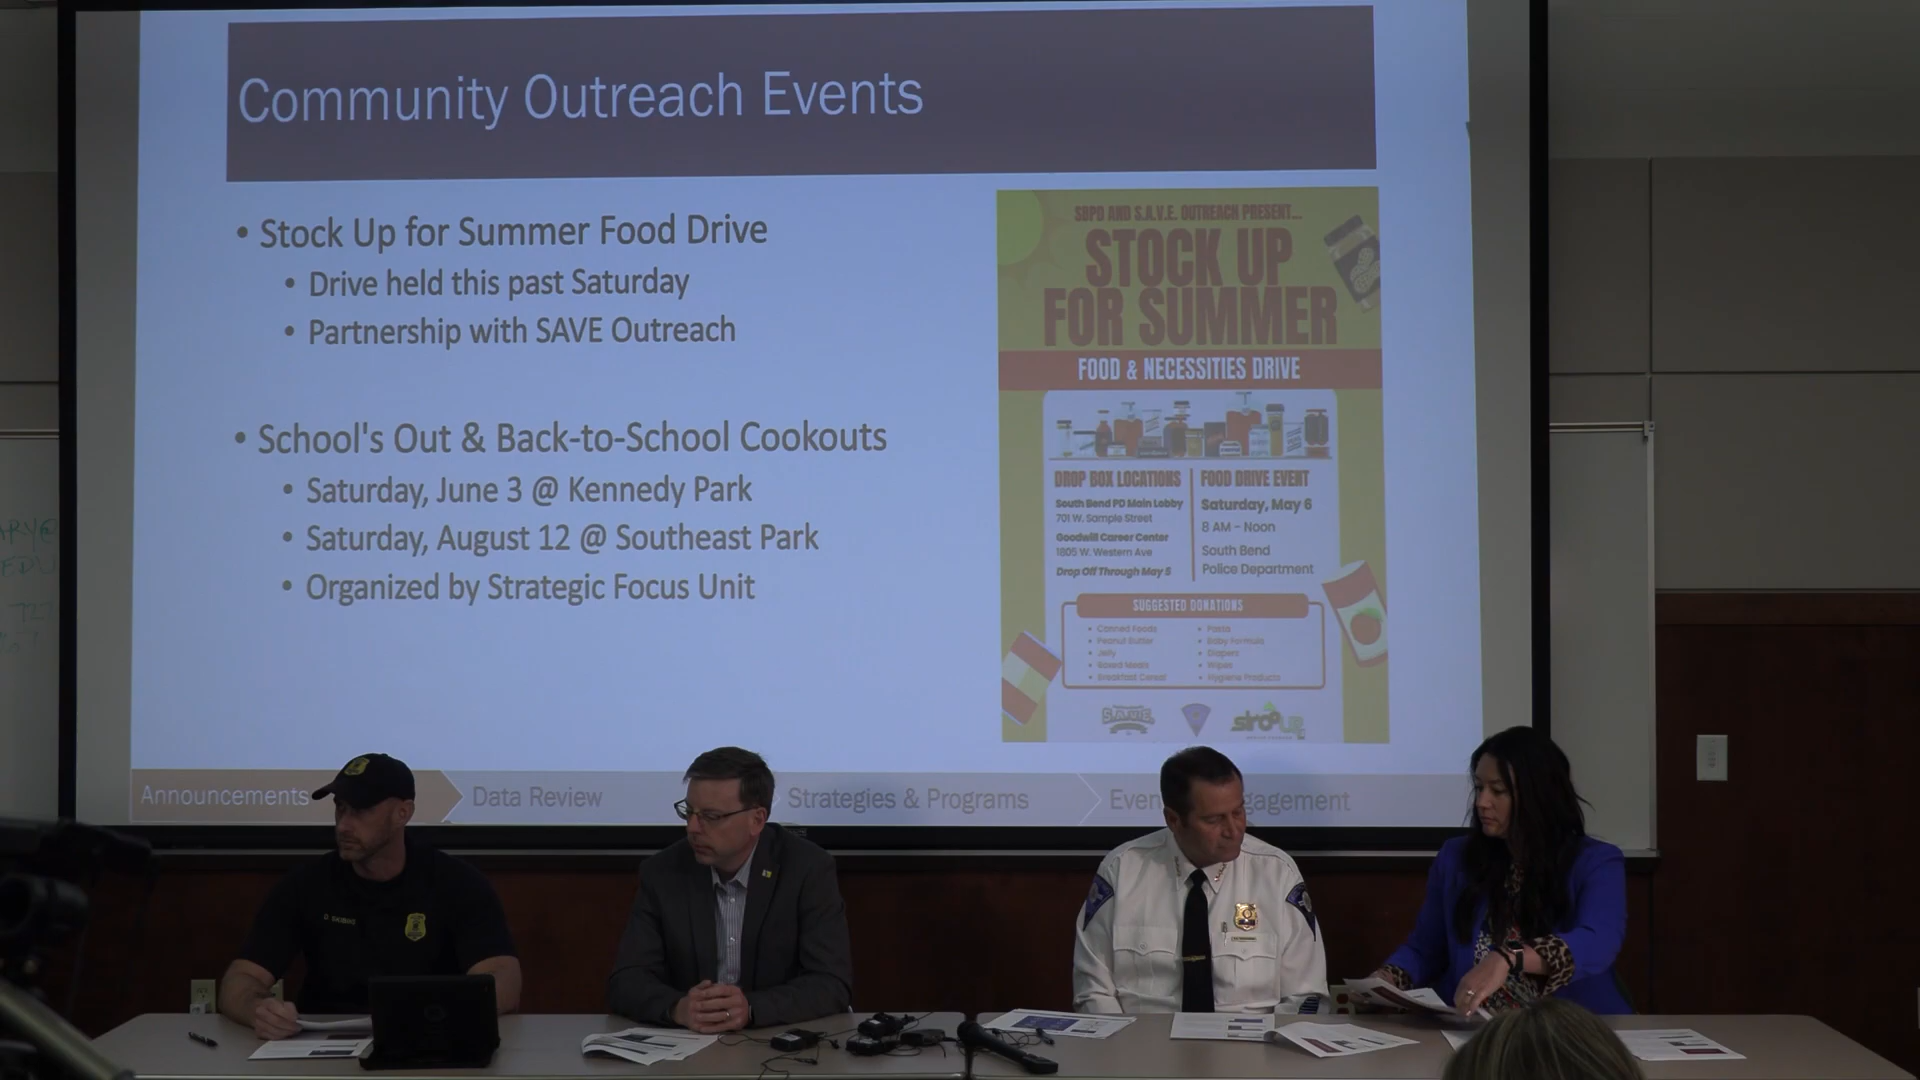 Community Outreach Events
• Stock Up for Summer Food Drive
• Drive held this past Saturday
• Partnership with SAVE Outreach
• School's Out & Back-to-School Cookouts
• Saturday, June 3 @ Kennedy Park
• Saturday, August 12 @ Southeast Park
• Organized by Strategic Focus Unit
SBPD AND S.A.V.E. OUTREACH PRESENT...
STOCK UP
FOR SUMMER
FOOD & NECESSITIES DRIVE
DROP BOX LOCATIONS
South Bend PD Main Lobby
701 W. Sample Street
Goodwill Career Center
1805 W. Western Ave
Drop Off Through May 5
FOOD DRIVE EVENT
Saturday, May 6
8 AM - Noon
South Bend
Police Department
SUGGESTED DONATIONS
• Canned Foods
• Peanut Butter
• Jelly
• Boxed Meals
• Breakfast Cereal
• Pasta
• Baby Formula
• Diapers
• Wipes
• Hygiene Products
S.A.V.E.
Announcements
Data Review
Strategies & Programs